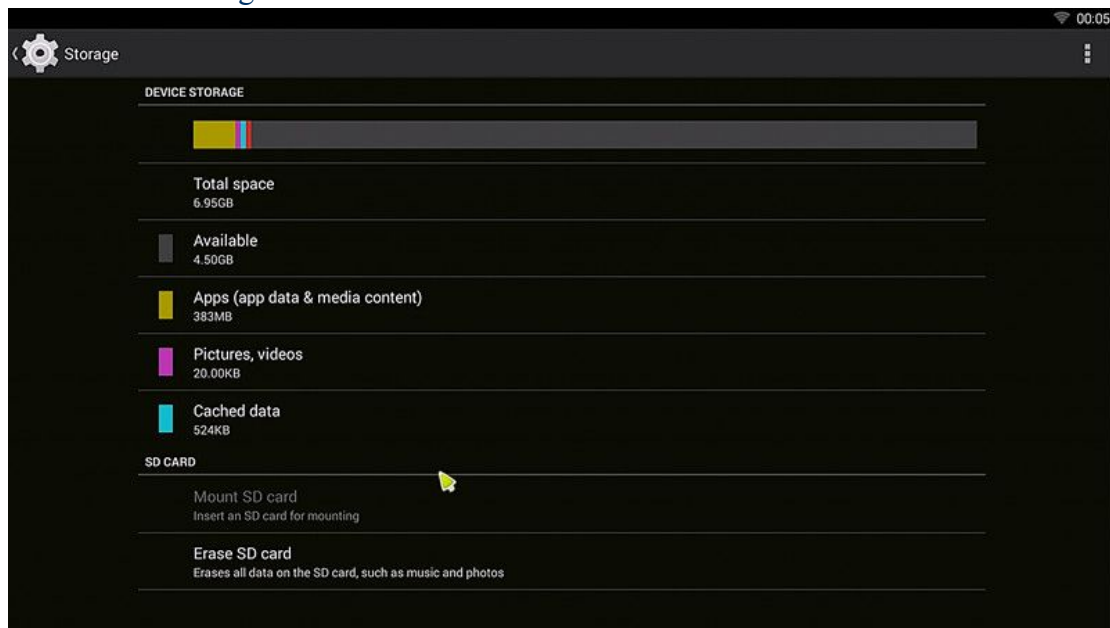 00:05
Storage
DEVICE STORAGE
Total space
6.95GB
Available
4.50GB
Apps (app data & media content)
383MB
Pictures, videos
20.00KB
Cached data
524KB
SD CARD
Mount SD card
Insert an SD card for mounting
Erase SD card
Erases all data on the SD card, such as music and photos